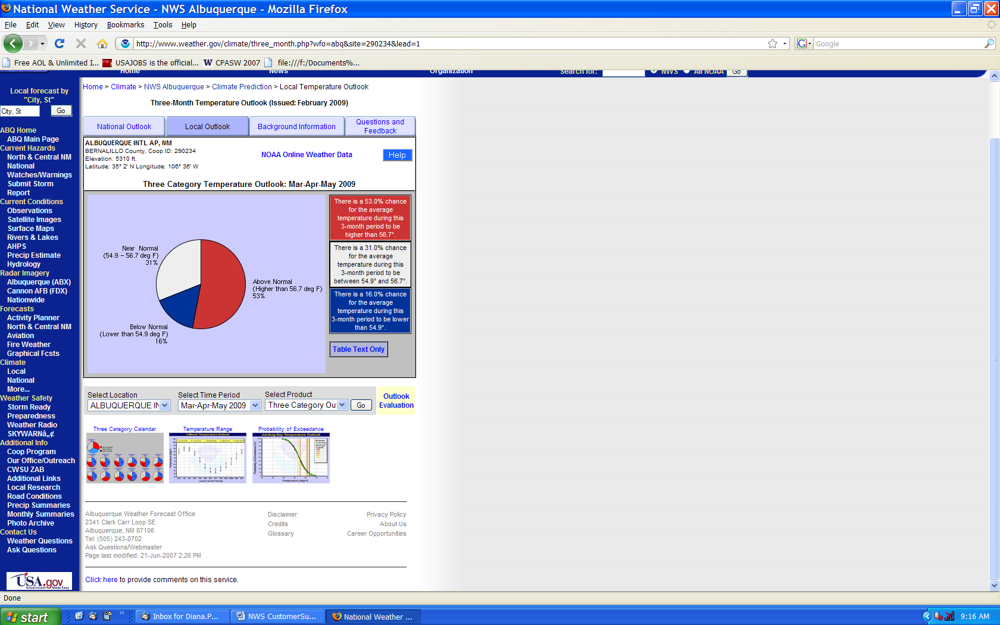 National Weather Service - NWS Albuquerque - Mozilla Firefox
File Edit View History Bookmarks Tools Help
http://www.weather.gov/climate/three_month.php?wfo=abq&site=290234&lead=1
Google
Free AOL & Unlimited I...
USAJOBS is the official...
CPASW 2007
file:///f:/Documents%...
Home News Organization Search for: NWS All NOAA Go
Local forecast by
"City, St"
City, St Go
ABQ Home
ABQ Main Page
Current Hazards
North & Central NM
National
Watches/Warnings
Submit Storm
Report
Current Conditions
Observations
Satellite Images
Surface Maps
Rivers & Lakes
AHPS
Precip Estimate
Hydrology
Radar Imagery
Albuquerque (ABX)
Cannon AFB (FDX)
Nationwide
Forecasts
Activity Planner
North & Central NM
Aviation
Fire Weather
Graphical Fcsts
Climate
Local
National
More...
Weather Safety
Storm Ready
Preparedness
Weather Radio
SKYWARNâ„¢
Additional Info
Coop Program
Our Office/Outreach
CWSU ZAB
Additional Links
Local Research
Road Conditions
Precip Summaries
Monthly Summaries
Photo Archive
Contact Us
Weather Questions
Ask Questions
USA.gov
Government Made Easy
Home > Climate > NWS Albuquerque > Climate Prediction > Local Temperature Outlook
Three-Month Temperature Outlook (Issued: February 2009)
National Outlook
Local Outlook
Background Information
Questions and
Feedback
ALBUQUERQUE INTL AP, NM
BERNALILLO County, Coop ID: 290234
Elevation: 5310 ft.
Latitude: 35° 2' N Longitude: 106° 36' W
NOAA Online Weather Data
Help
Three Category Temperature Outlook: Mar-Apr-May 2009
Near Normal
(54.9 - 56.7 deg F)
31%
Above Normal
(Higher than 56.7 deg F)
53%
Below Normal
(Lower than 54.9 deg F)
16%
There is a 53.0% chance
for the average
temperature during this
3-month period to be
higher than 56.7°.
There is a 31.0% chance
for the average
temperature during this
3-month period to be
between 54.9° and 56.7°.
There is a 16.0% chance
for the average
temperature during this
3-month period to be lower
than 54.9°.
Table Text Only
Select Location
ALBUQUERQUE IN
Select Time Period
Mar-Apr-May 2009
Select Product
Three Category Ou
Go
Outlook
Evaluation
Three Category Calendar
Temperature Range
3-Month Temperature Outlook
Probability of Exceedance
Jul-Aug-Sep Temperature Outlook
Probability of Exceedance (%)
Temperature (deg F)
Albuquerque Weather Forecast Office
2341 Clark Carr Loop SE
Albuquerque, NM 87106
Tel: (505) 243-0702
Ask Questions/Webmaster
Page last modified: 21-Jun-2007 2:26 PM
Disclaimer
Credits
Glossary
Privacy Policy
About Us
Career Opportunities
Click here to provide comments on this service.
Done
start
Inbox for Diana.P...
NWS CustomerSu...
National Weather ...
9:16 AM